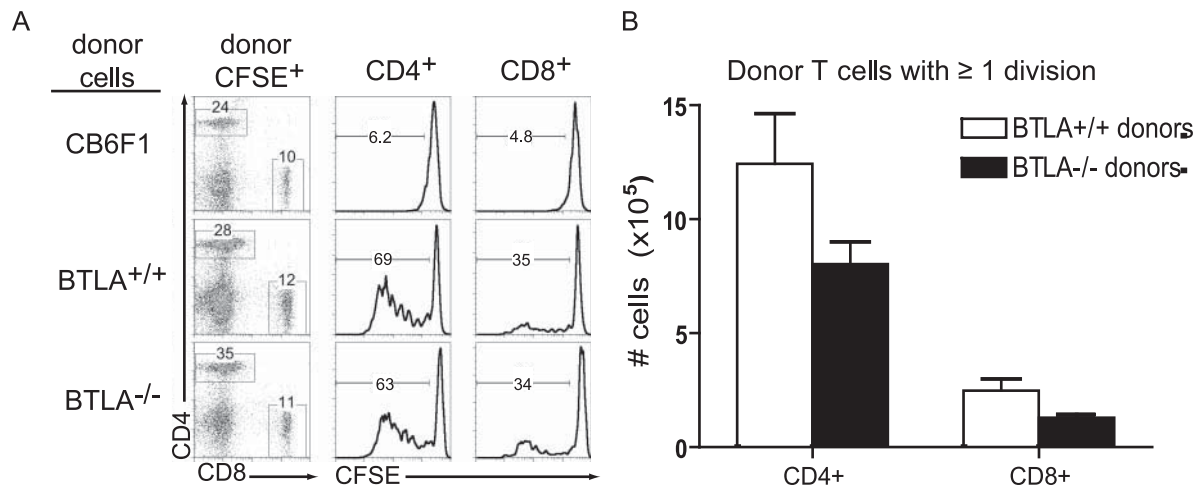 A
donor cells
donor CFSE+
CD4+
CD8+
CB6F1
24
10
6.2
4.8
BTLA+/+
28
12
69
35
BTLA-/-
35
11
63
34
CD4
CD8
CFSE
B
Donor T cells with ≥ 1 division
BTLA+/+ donors
BTLA-/- donors
# cells (x10⁵)
15
10
5
0
CD4+
CD8+